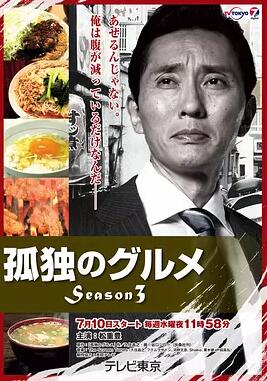 TV TOKYO
あせるんじゃない。
俺は腹が減っているだけなんだ――
孤独のグルメ
Season3
7月10日スタート 毎週水曜夜11時58分
主演：松重豊
テレビ東京